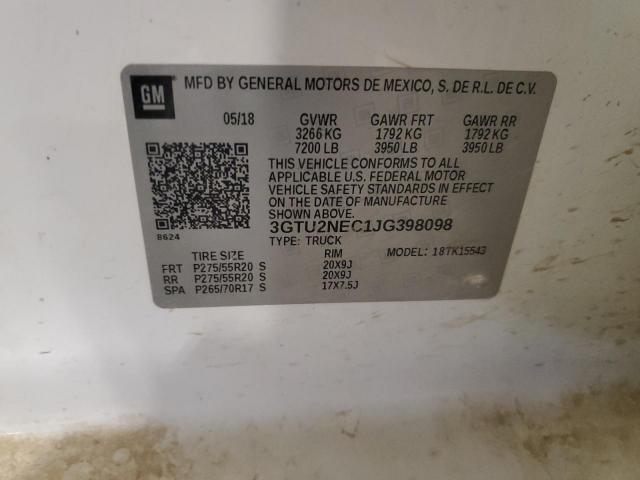 GM
MFD BY GENERAL MOTORS DE MEXICO, S. DE R.L. DE C.V.
05/18 GVWR GAWR FRT GAWR RR
3266 KG 1792 KG 1792 KG
7200 LB 3950 LB 3950 LB
THIS VEHICLE CONFORMS TO ALL
APPLICABLE U.S. FEDERAL MOTOR
VEHICLE SAFETY STANDARDS IN EFFECT
ON THE DATE OF MANUFACTURE
SHOWN ABOVE.
3GTU2NEC1JG398098
8624
TYPE: TRUCK MODEL: 18TK15543
TIRE SIZE RIM
FRT P275/55R20 S 20X9J
RR P275/55R20 S 20X9J
SPA P265/70R17 S 17X7.5J